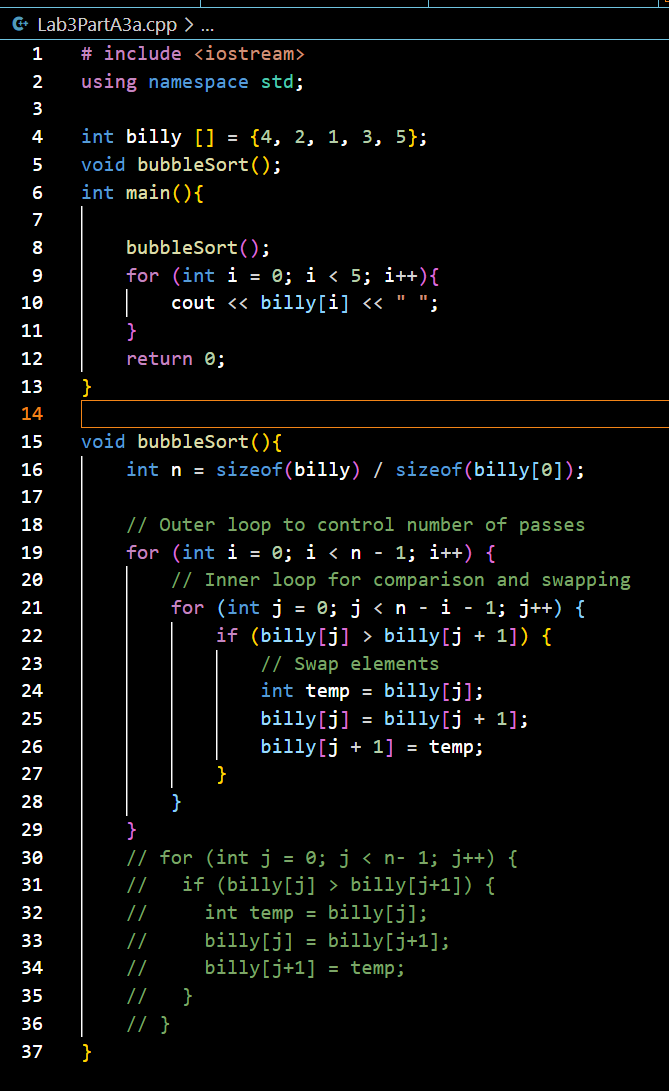 Lab3PartA3a.cpp > ...
1 # include <iostream>
2 using namespace std;
3
4 int billy [] = {4, 2, 1, 3, 5};
5 void bubbleSort();
6 int main(){
7
8     bubbleSort();
9     for (int i = 0; i < 5; i++){
10         cout << billy[i] << " ";
11     }
12     return 0;
13 }
14
15 void bubbleSort(){
16     int n = sizeof(billy) / sizeof(billy[0]);
17
18     // Outer loop to control number of passes
19     for (int i = 0; i < n - 1; i++) {
20         // Inner loop for comparison and swapping
21         for (int j = 0; j < n - i - 1; j++) {
22             if (billy[j] > billy[j + 1]) {
23                 // Swap elements
24                 int temp = billy[j];
25                 billy[j] = billy[j + 1];
26                 billy[j + 1] = temp;
27             }
28         }
29     }
30     // for (int j = 0; j < n- 1; j++) {
31     //   if (billy[j] > billy[j+1]) {
32     //     int temp = billy[j];
33     //     billy[j] = billy[j+1];
34     //     billy[j+1] = temp;
35     //   }
36     // }
37 }